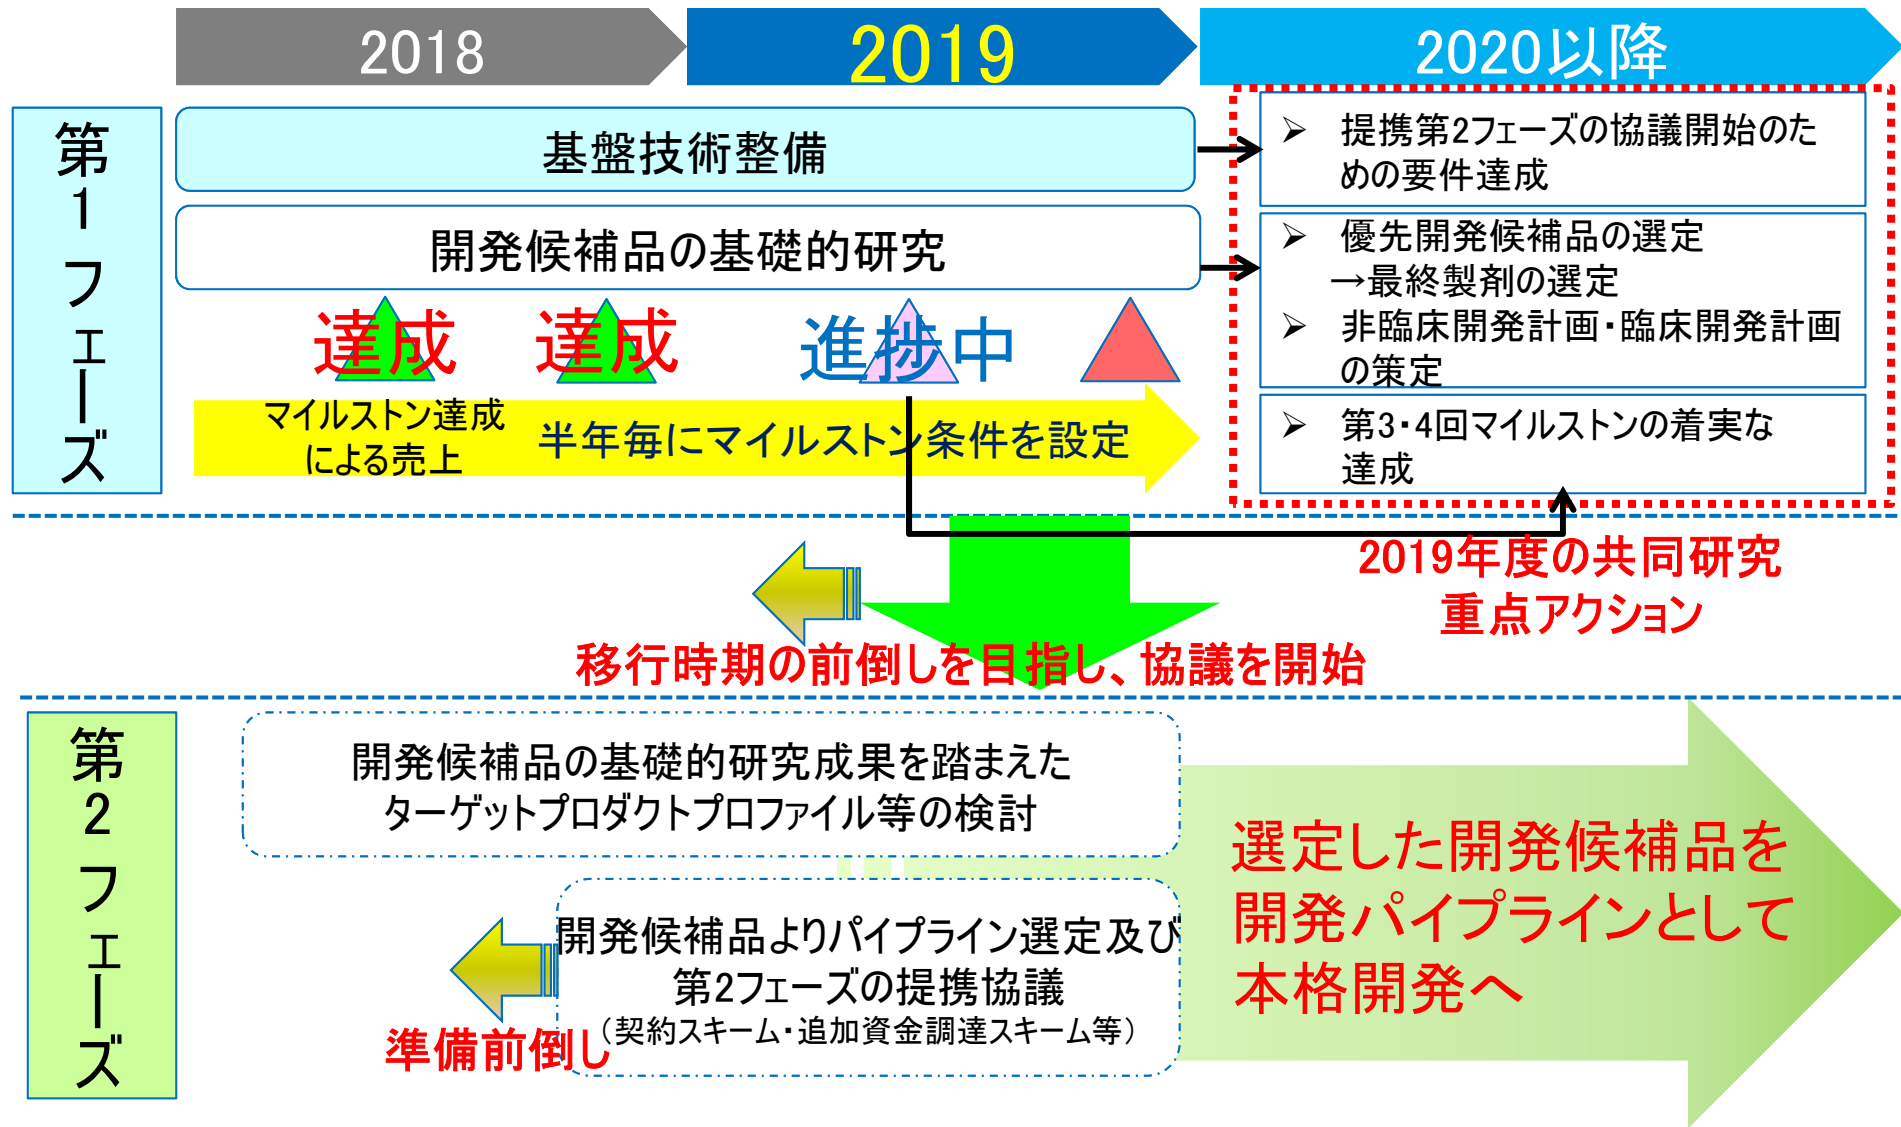 2018
2019
2020以降
第1フェーズ
基盤技術整備
開発候補品の基礎的研究
達成
達成
進捗中
マイルストン達成
による売上
半年毎にマイルストン条件を設定
➢ 提携第2フェーズの協議開始のた
めの要件達成
➢ 優先開発候補品の選定
→最終製剤の選定
➢ 非臨床開発計画・臨床開発計画
の策定
➢ 第3・4回マイルストンの着実な
達成
2019年度の共同研究
重点アクション
移行時期の前倒しを目指し、協議を開始
第2フェーズ
開発候補品の基礎的研究成果を踏まえた
ターゲットプロダクトプロファイル等の検討
開発候補品よりパイプライン選定及び
第2フェーズの提携協議
（契約スキーム・追加資金調達スキーム等）
準備前倒し
選定した開発候補品を
開発パイプラインとして
本格開発へ